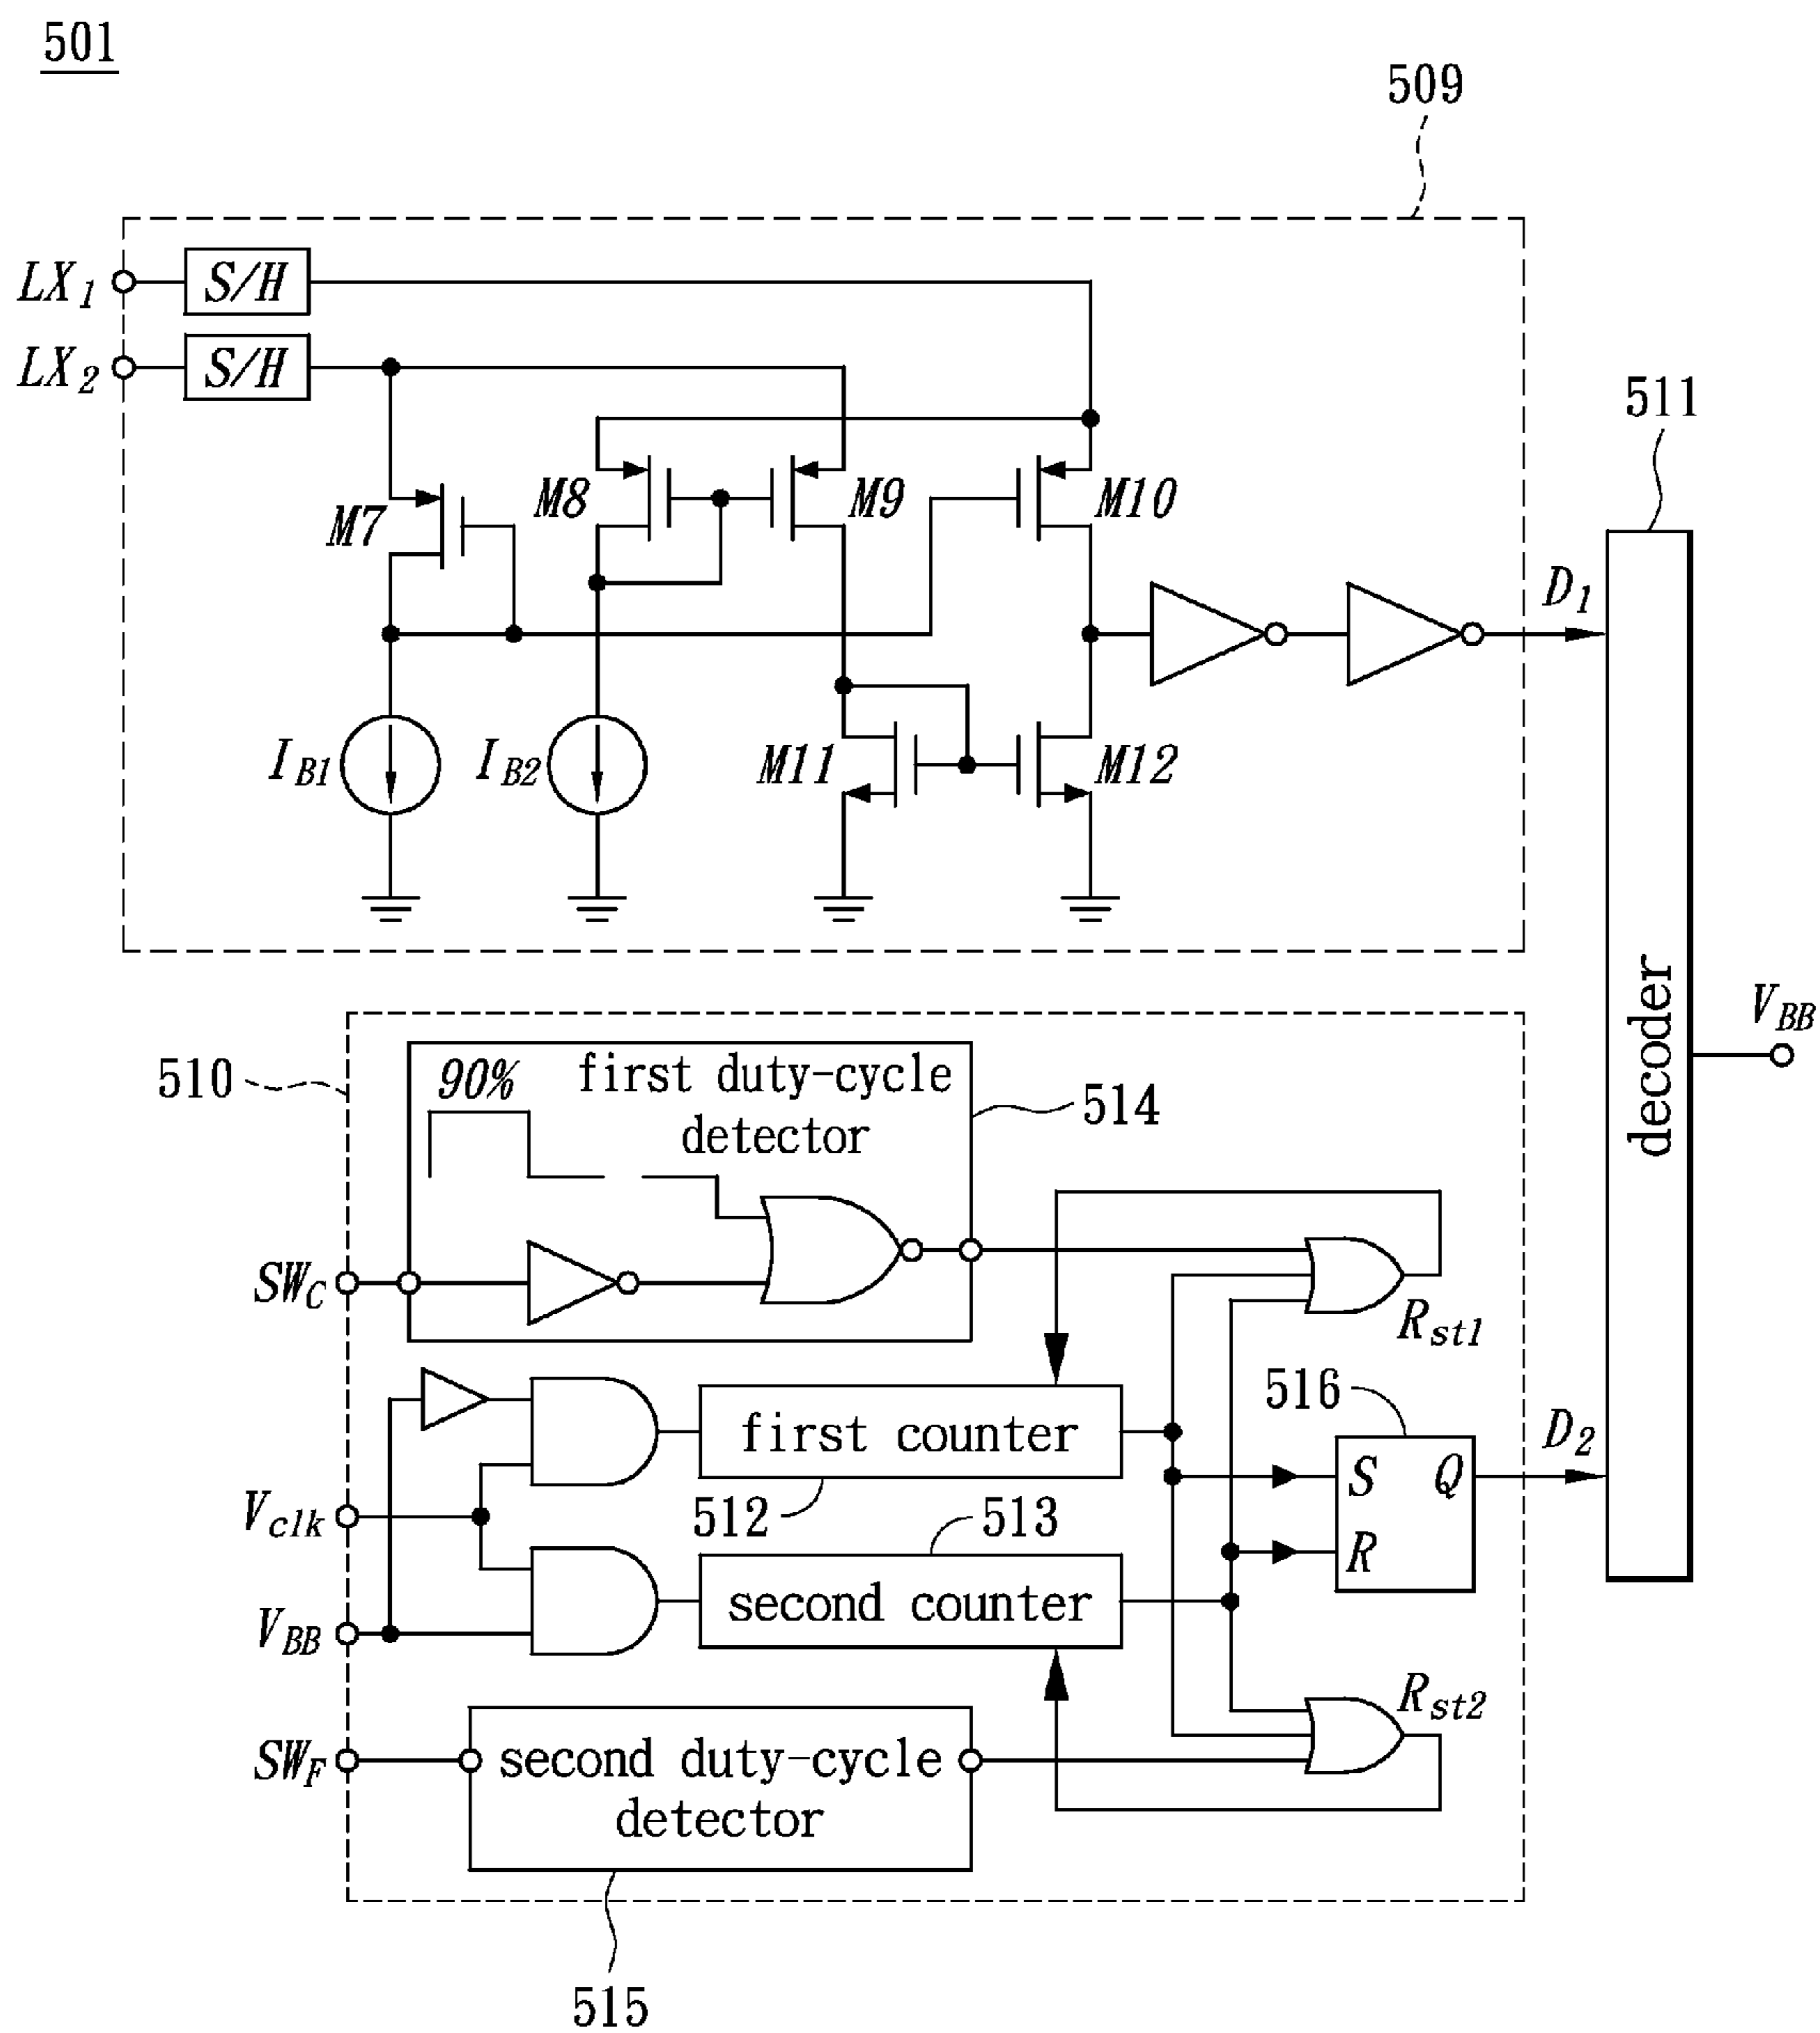 501
509
LX1
S/H
LX2
S/H
511
M7
M8
M9
M10
D1
IB1
IB2
M11
M12
decoder
VBB
510
90%
first duty-cycle
detector
514
SWC
Rst1
first counter
516
512
513
S
Q
R
D2
Vclk
second counter
VBB
Rst2
SWF
second duty-cycle
detector
515